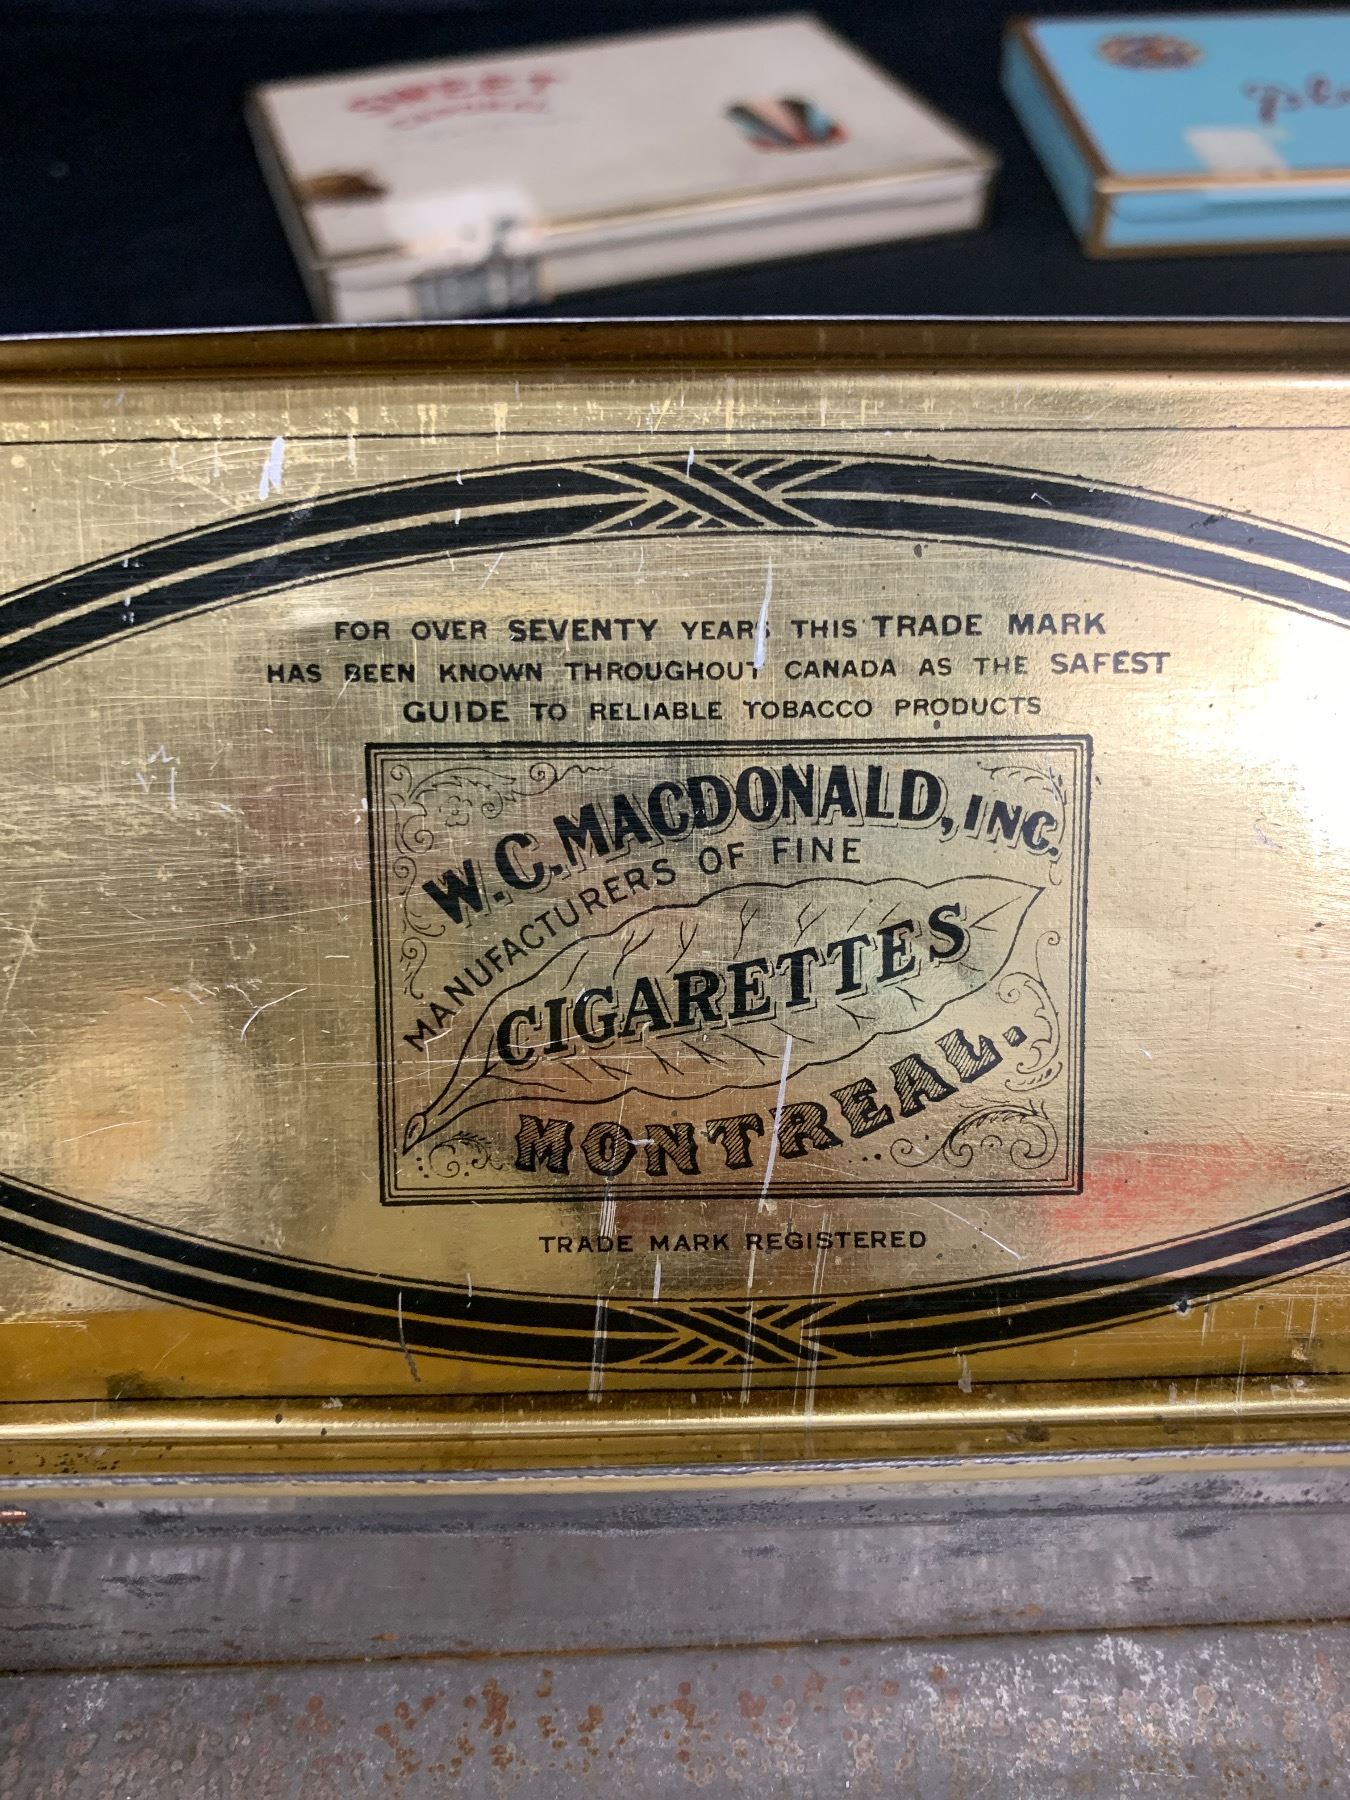 SWEET
FOR OVER SEVENTY YEARS THIS TRADE MARK
HAS BEEN KNOWN THROUGHOUT CANADA AS THE SAFEST
GUIDE TO RELIABLE TOBACCO PRODUCTS
W.C. MACDONALD, INC.
MANUFACTURERS OF FINE
CIGARETTES
MONTREAL.
TRADE MARK REGISTERED